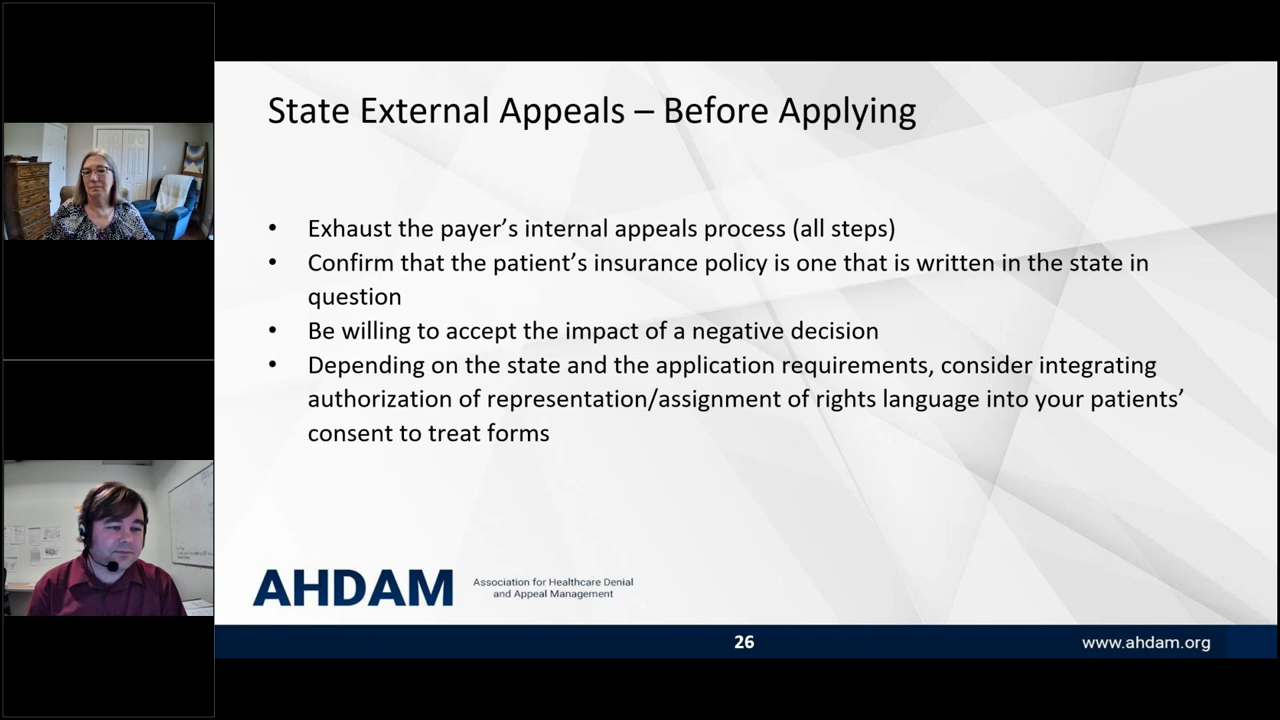 State External Appeals – Before Applying
• Exhaust the payer's internal appeals process (all steps)
• Confirm that the patient's insurance policy is one that is written in the state in
question
• Be willing to accept the impact of a negative decision
• Depending on the state and the application requirements, consider integrating
authorization of representation/assignment of rights language into your patients'
consent to treat forms
AHDAM
Association for Healthcare Denial
and Appeal Management
26
www.ahdam.org